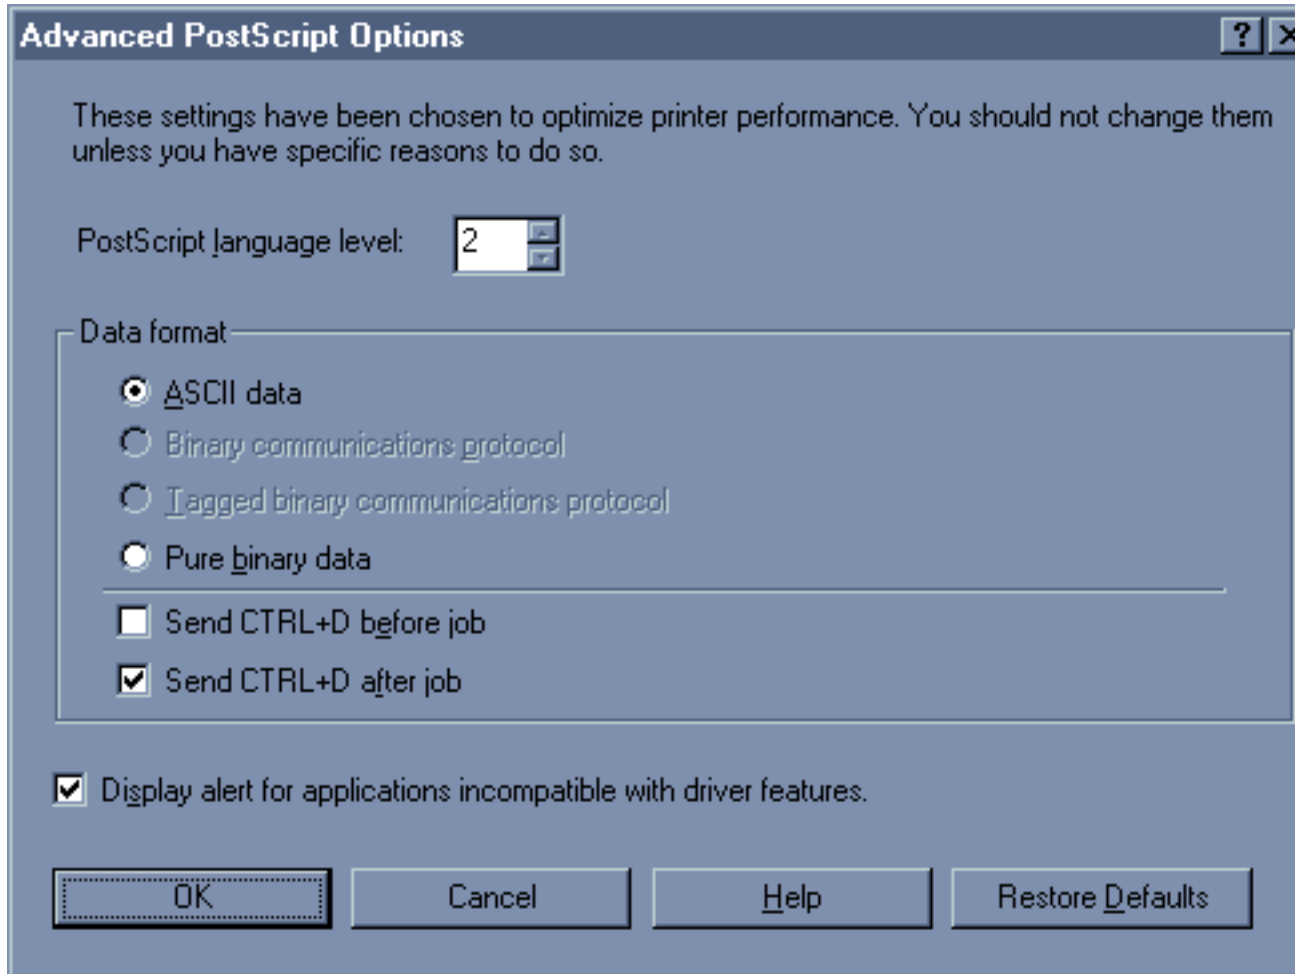 Advanced PostScript Options
These settings have been chosen to optimize printer performance. You should not change them
unless you have specific reasons to do so.
PostScript language level: 2
Data format
ASCII data
Binary communications protocol
Tagged binary communications protocol
Pure binary data
Send CTRL+D before job
Send CTRL+D after job
Display alert for applications incompatible with driver features.
OK Cancel Help Restore Defaults